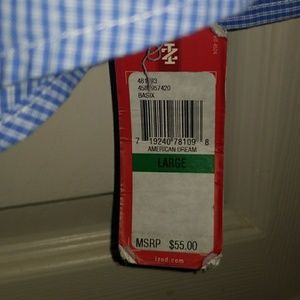 BASIX
7 19240 78109 8
AMERICAN DREAM
LARGE
MSRP $55.00
izod.com